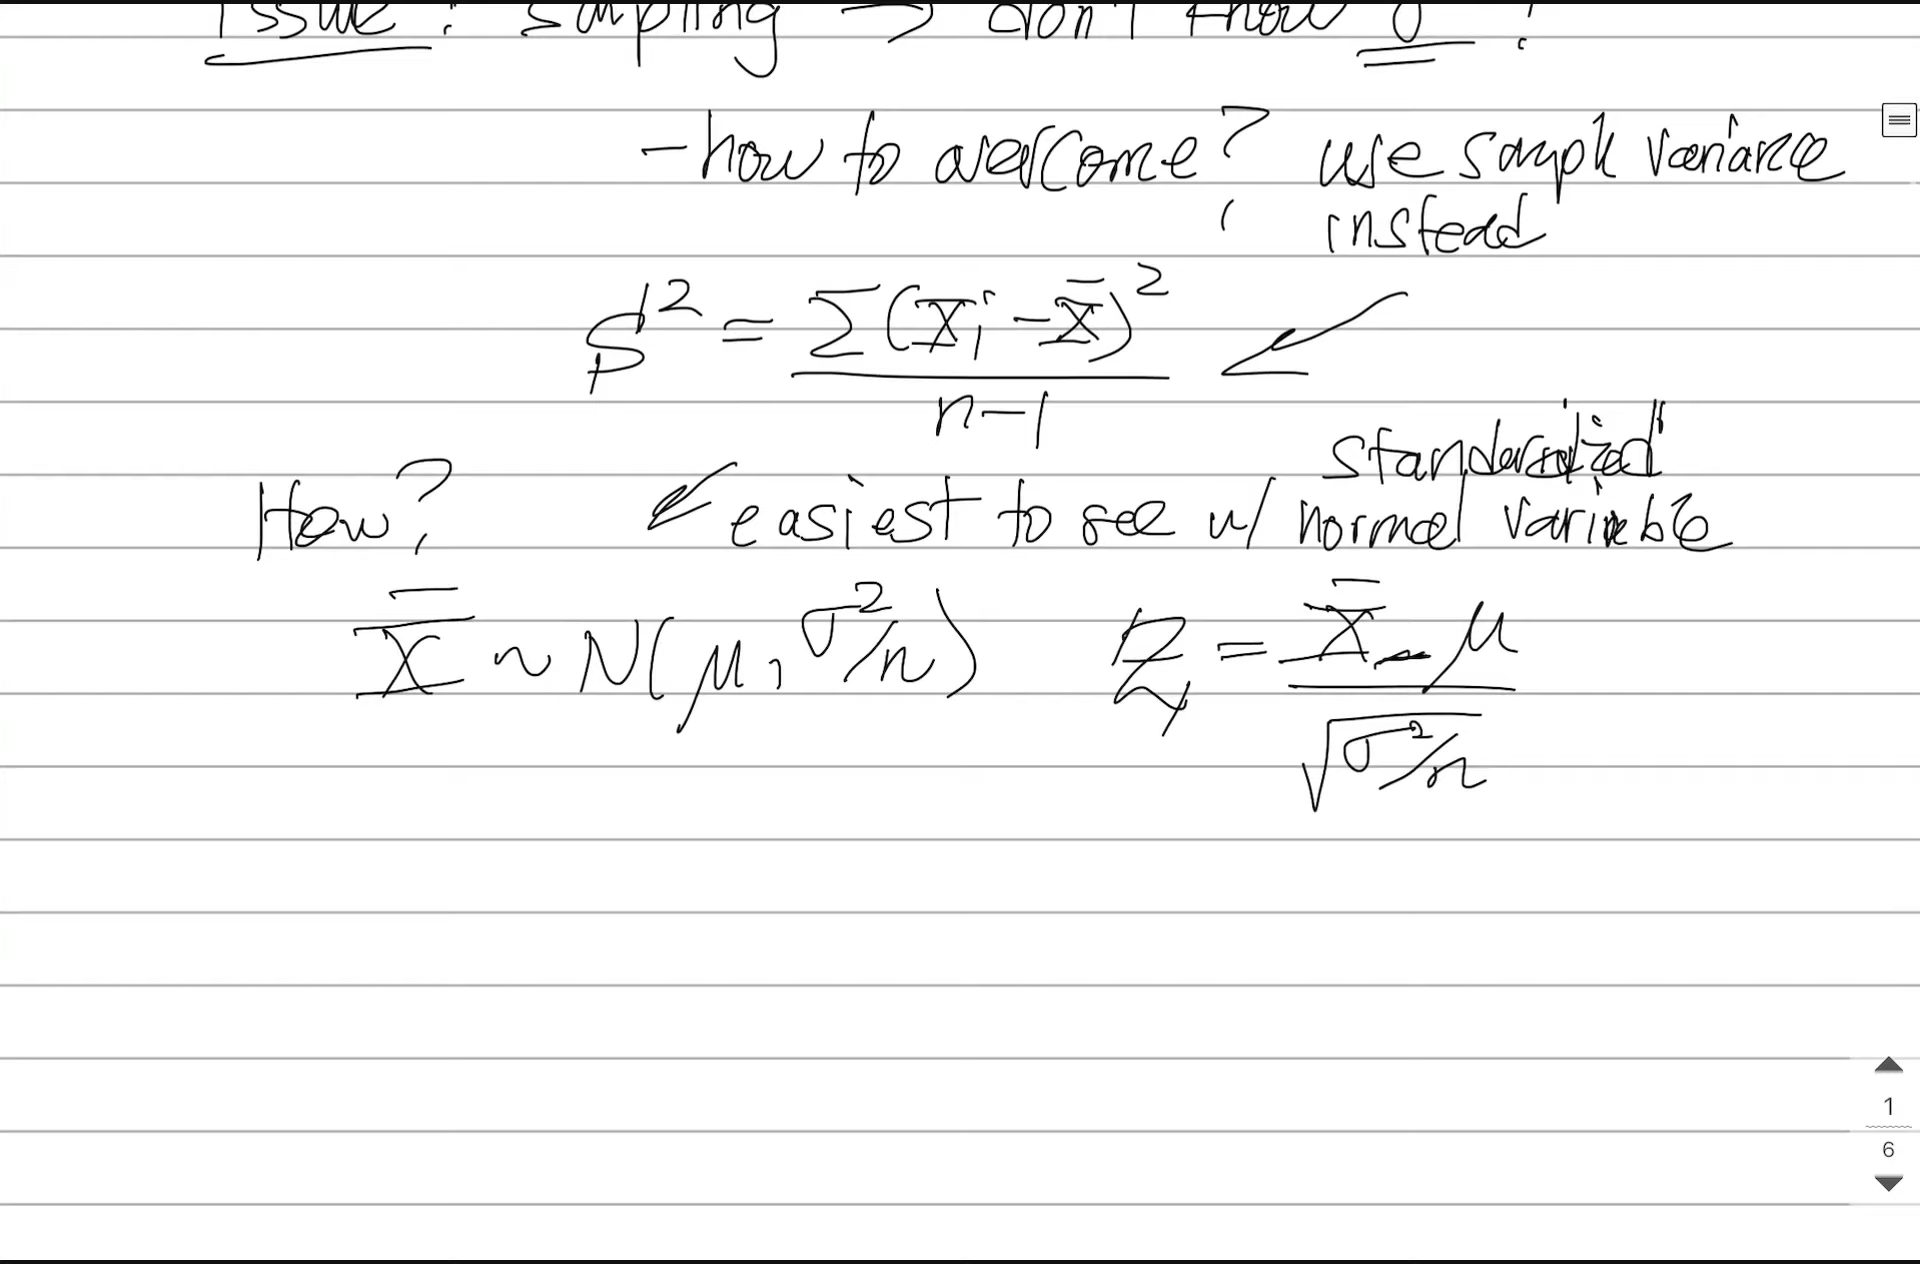 Issue: sampling → don't know σ !
- how to overcome? use sample variance
instead
S² = Σ(Xᵢ - X̄)²
n-1
standardized
How? easiest to see w/ normal variable
X̄ ~ N(μ, σ²/n) Z = X̄ - μ
√σ²/n
1
6